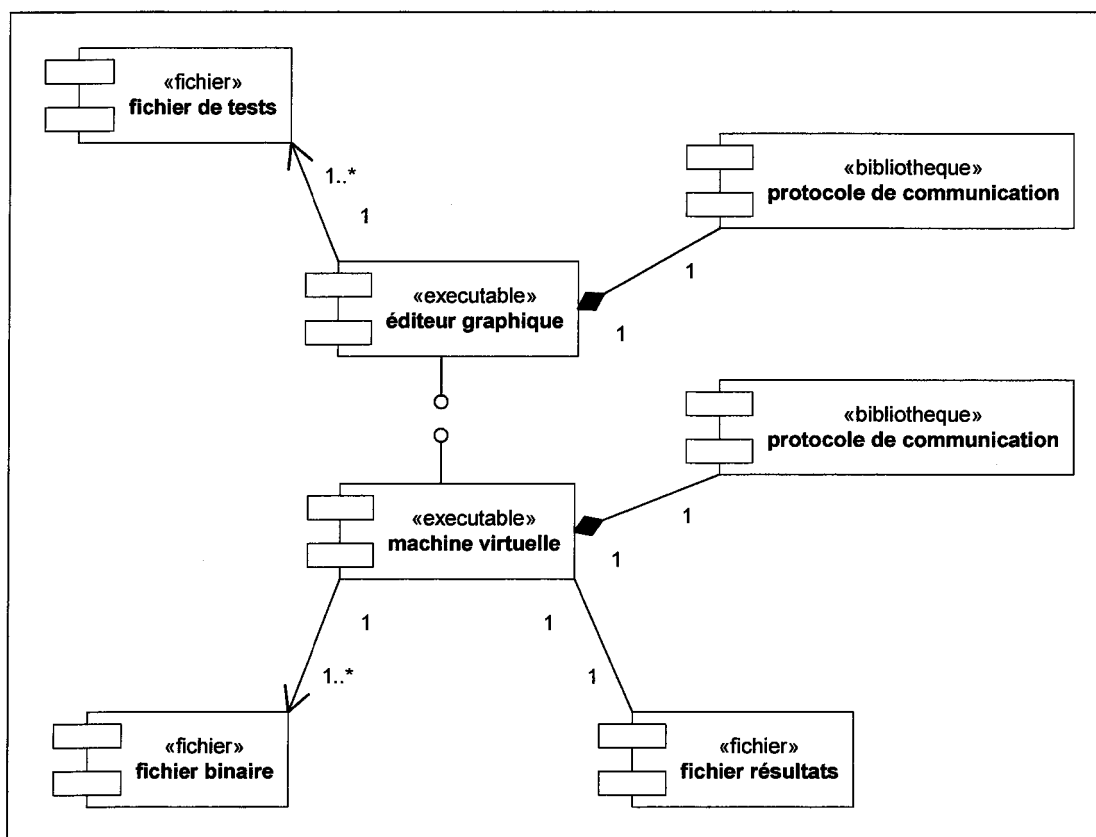 «fichier»
fichier de tests
1..*
1
«bibliotheque»
protocole de communication
1
1
«executable»
éditeur graphique
«bibliotheque»
protocole de communication
1
1
«executable»
machine virtuelle
1
1
1..*
1
«fichier»
fichier binaire
«fichier»
fichier résultats